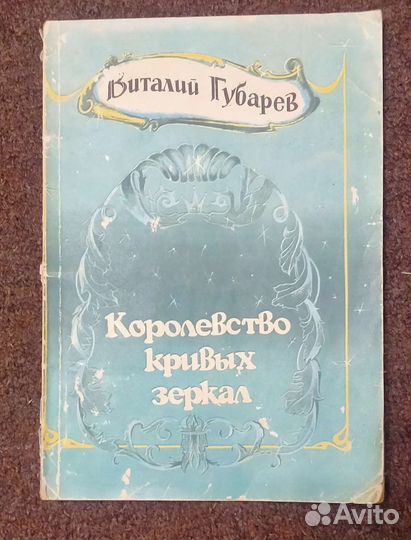 Виталий Губарев
Королевство
кривых
зеркал
Avito